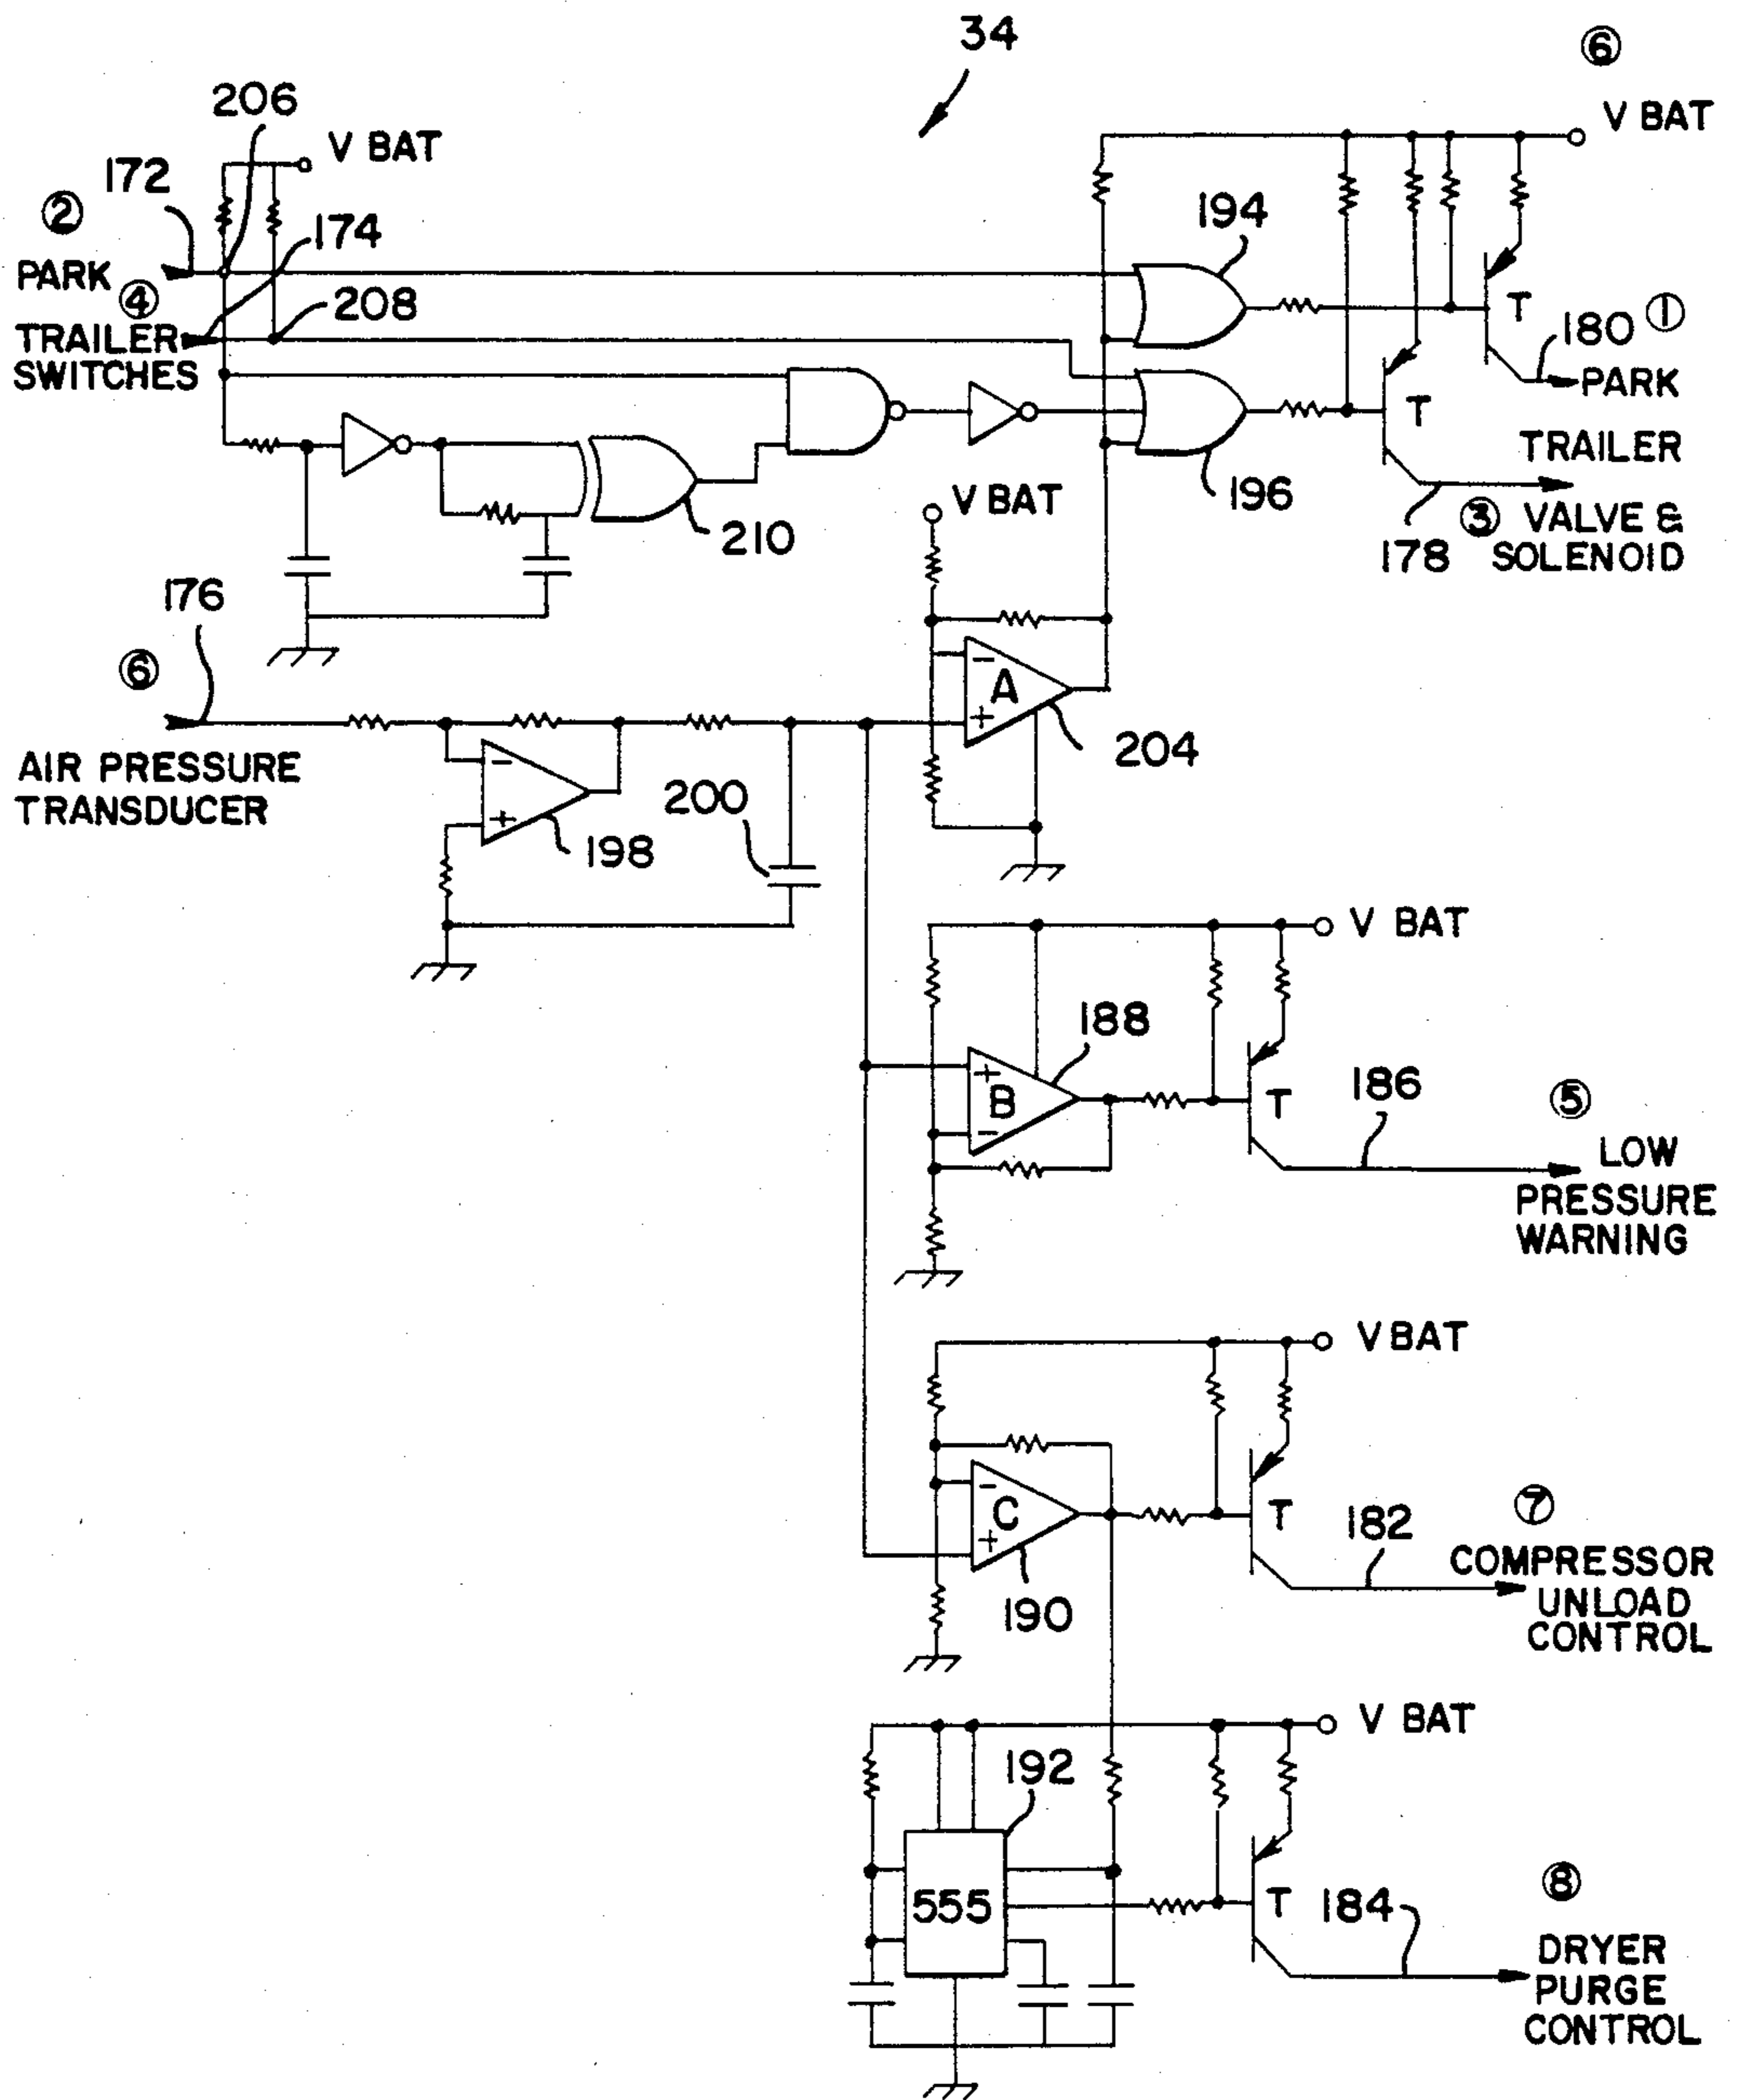 34
⑥
V BAT
206
V BAT
172
②
PARK
174
④
TRAILER
SWITCHES
208
194
T
180
①
PARK
T
TRAILER
196
178
③ VALVE &
SOLENOID
210
V BAT
176
⑥
AIR PRESSURE
TRANSDUCER
−
+
198
200
−
A
+
204
V BAT
188
+
B
−
T
186
⑤
LOW
PRESSURE
WARNING
V BAT
−
C
+
190
T
182
⑦
COMPRESSOR
UNLOAD
CONTROL
V BAT
192
555
T
184
⑧
DRYER
PURGE
CONTROL